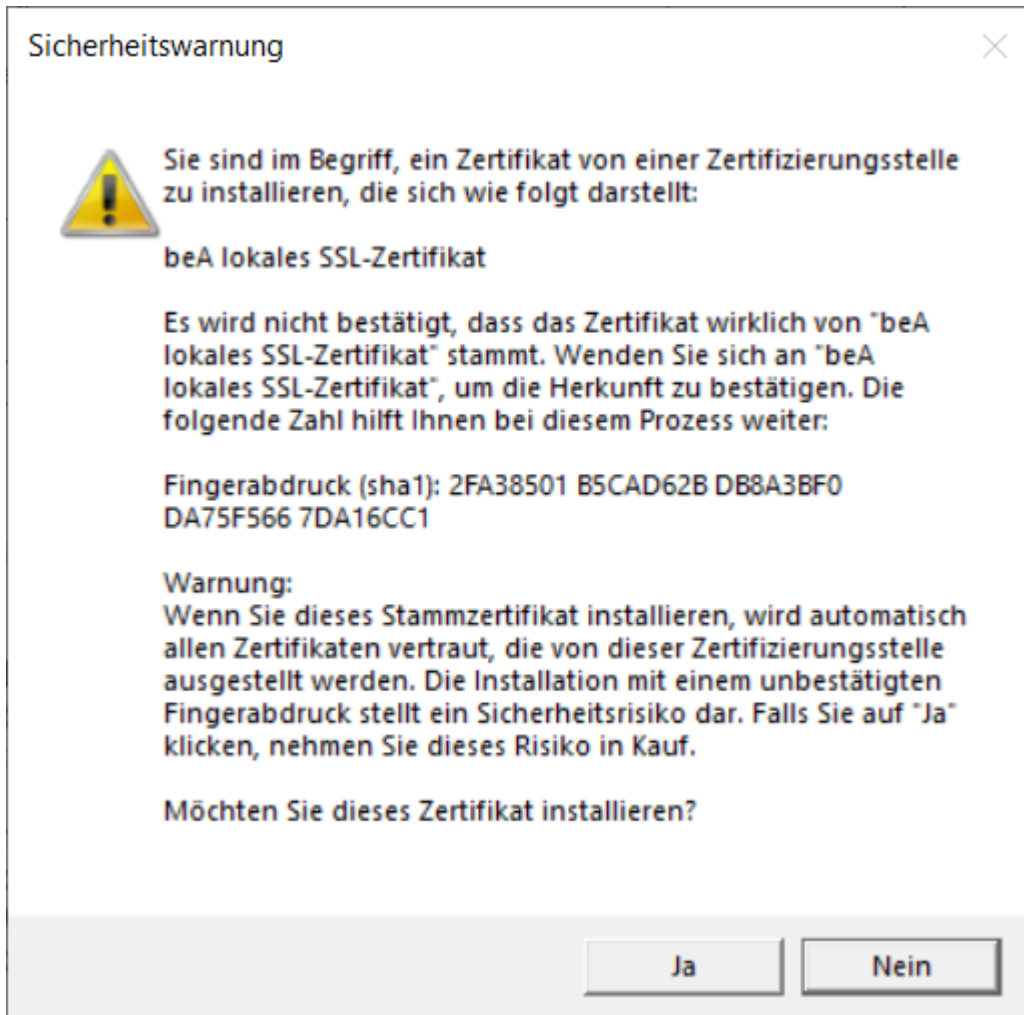 Sicherheitswarnung
Sie sind im Begriff, ein Zertifikat von einer Zertifizierungsstelle
zu installieren, die sich wie folgt darstellt:
beA lokales SSL-Zertifikat
Es wird nicht bestätigt, dass das Zertifikat wirklich von "beA
lokales SSL-Zertifikat" stammt. Wenden Sie sich an "beA
lokales SSL-Zertifikat", um die Herkunft zu bestätigen. Die
folgende Zahl hilft Ihnen bei diesem Prozess weiter:
Fingerabdruck (sha1): 2FA38501 B5CAD62B DB8A3BF0
DA75F566 7DA16CC1
Warnung:
Wenn Sie dieses Stammzertifikat installieren, wird automatisch
allen Zertifikaten vertraut, die von dieser Zertifizierungsstelle
ausgestellt werden. Die Installation mit einem unbestätigten
Fingerabdruck stellt ein Sicherheitsrisiko dar. Falls Sie auf "Ja"
klicken, nehmen Sie dieses Risiko in Kauf.
Möchten Sie dieses Zertifikat installieren?
Ja
Nein